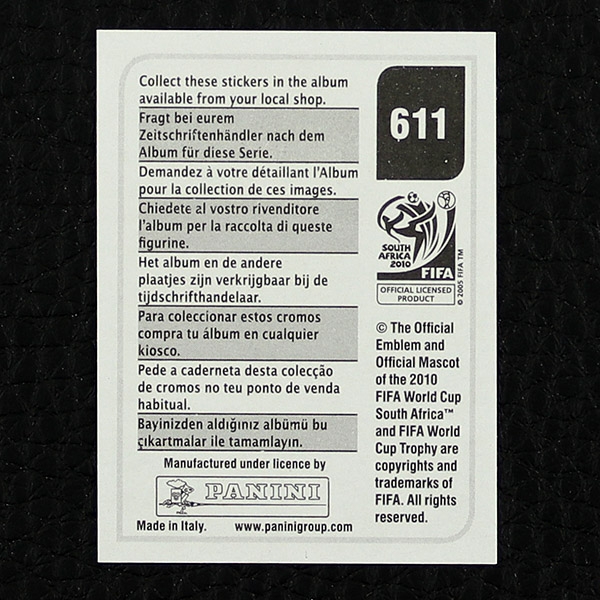 Collect these stickers in the album
available from your local shop.
Fragt bei eurem
Zeitschriftenhändler nach dem
Album für diese Serie.
Demandez à votre détaillant l'Album
pour la collection de ces images.
Chiedete al vostro rivenditore
l'album per la raccolta di queste
figurine.
Het album en de andere
plaatjes zijn verkrijgbaar bij de
tijdschrifthandelaar.
Para coleccionar estos cromos
compra tu álbum en cualquier
kiosco.
Pede a caderneta desta colecção
de cromos no teu ponto de venda
habitual.
Bayinizden aldığınız albümü bu
çıkartmalar ile tamamlayın.
Manufactured under licence by
PANINI
Made in Italy. www.paninigroup.com
611
SOUTH
AFRICA
2010
FIFA
OFFICIAL LICENSED
PRODUCT
© 2005 FIFA TM
© The Official
Emblem and
Official Mascot
of the 2010
FIFA World Cup
South Africa™
and FIFA World
Cup Trophy are
copyrights and
trademarks of
FIFA. All rights
reserved.